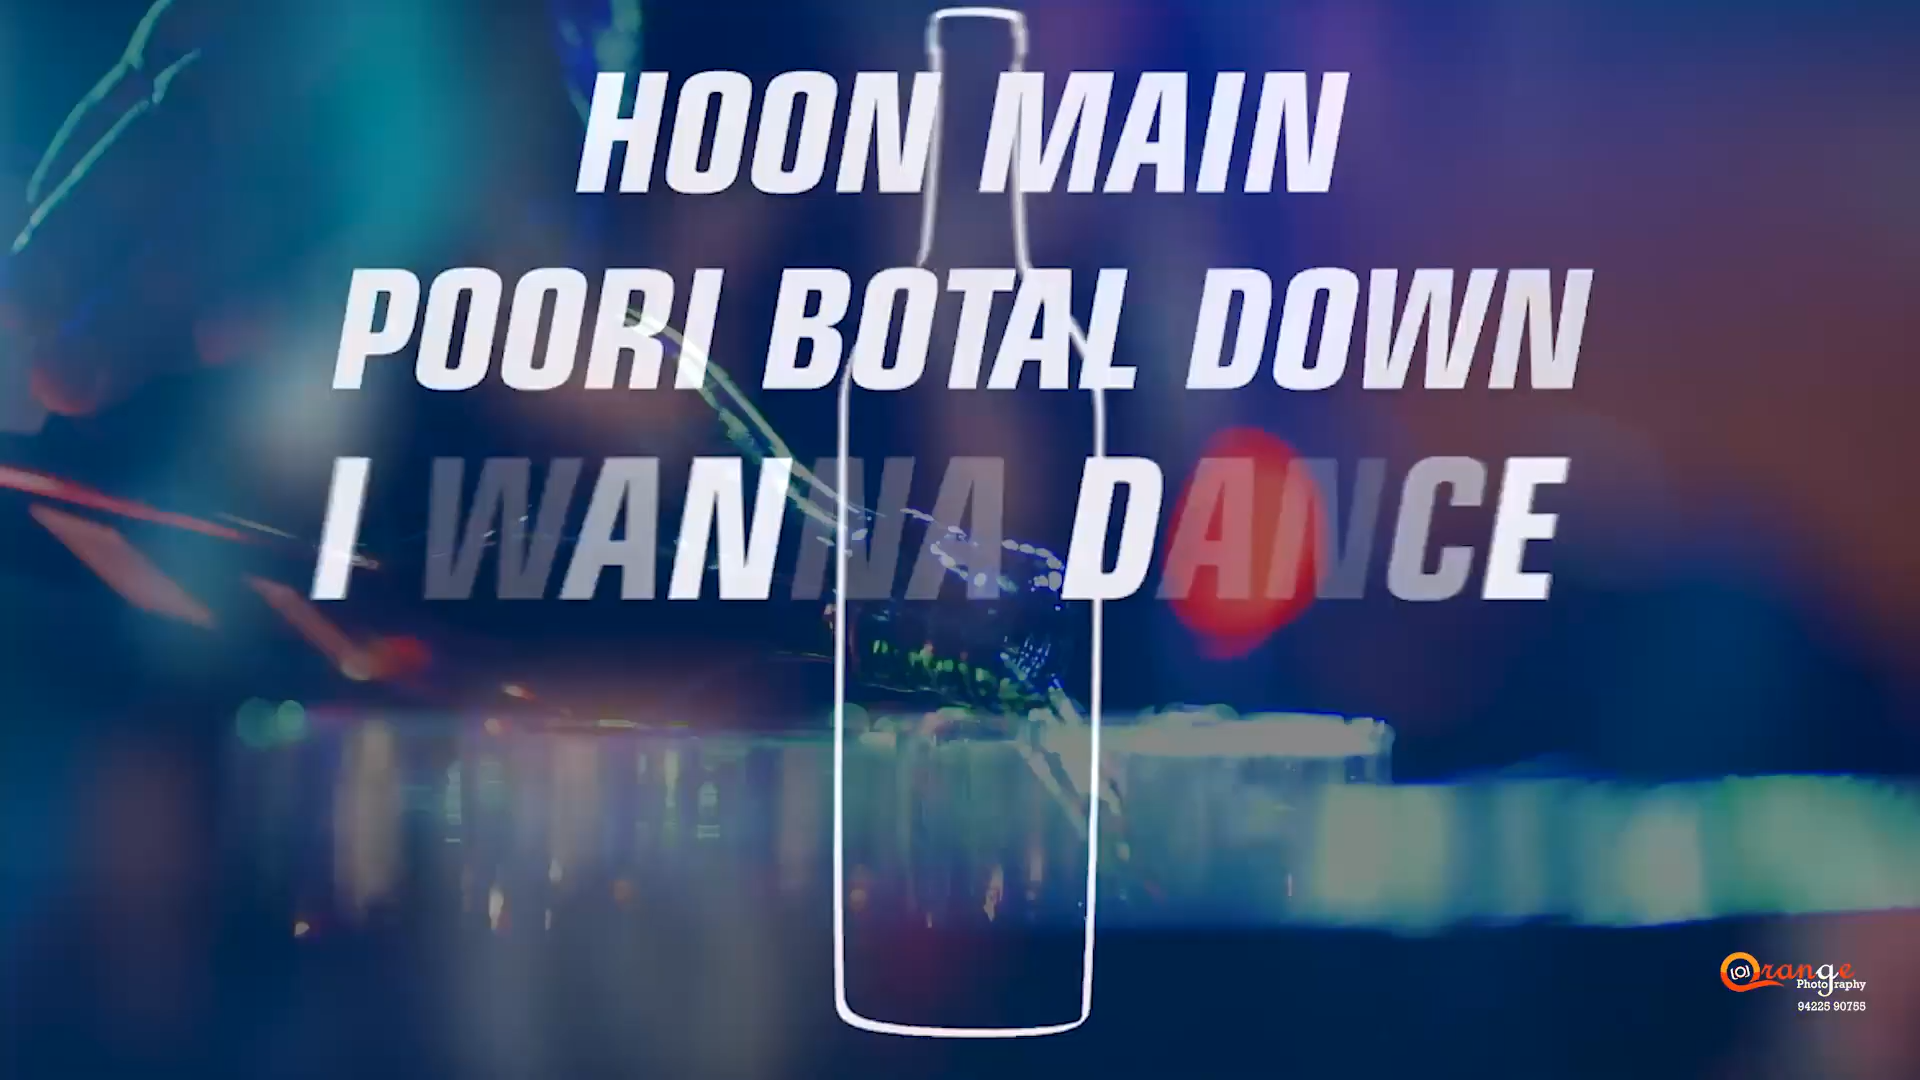 HOON MAIN
POORI BOTAL DOWN
I WANNA DANCE
Orange
Photography
94225 90755